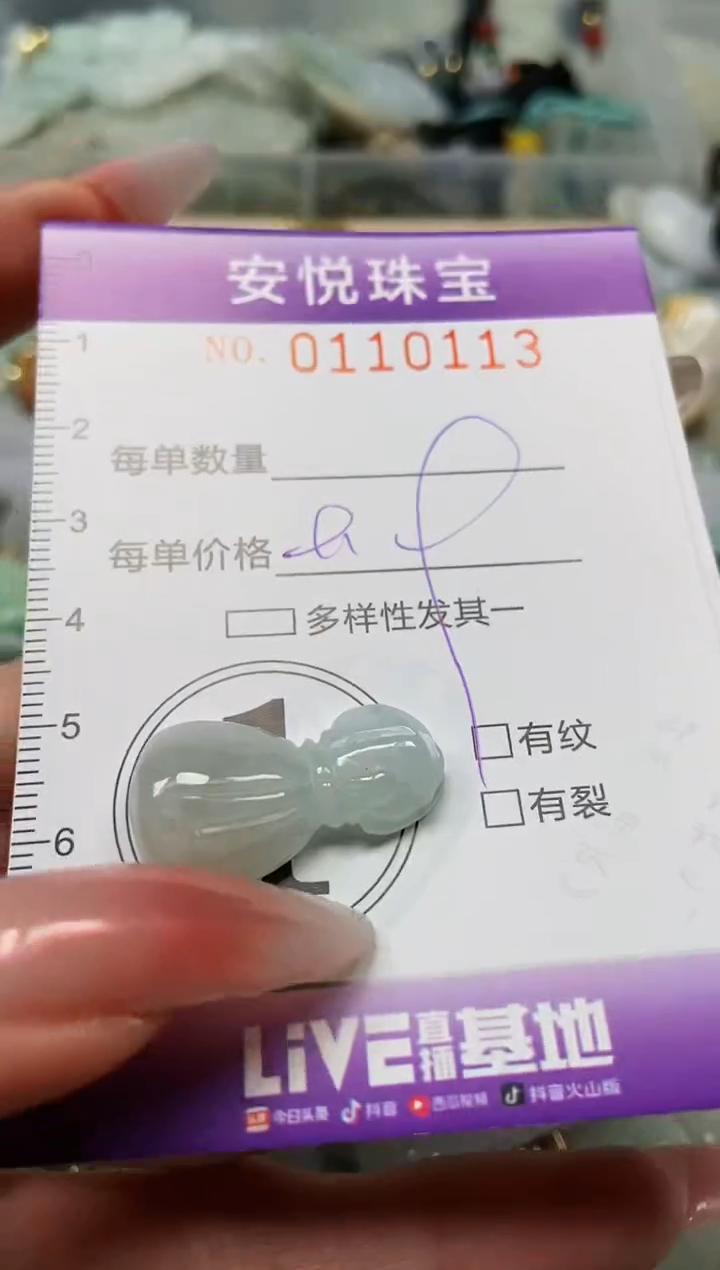 安悦珠宝
NO. 0110113
每单数量
每单价格
多样性发其一
有纹
有裂
0
1
2
3
4
5
6
LiVE直播基地
今日头条 抖音 西瓜视频 抖音火山版